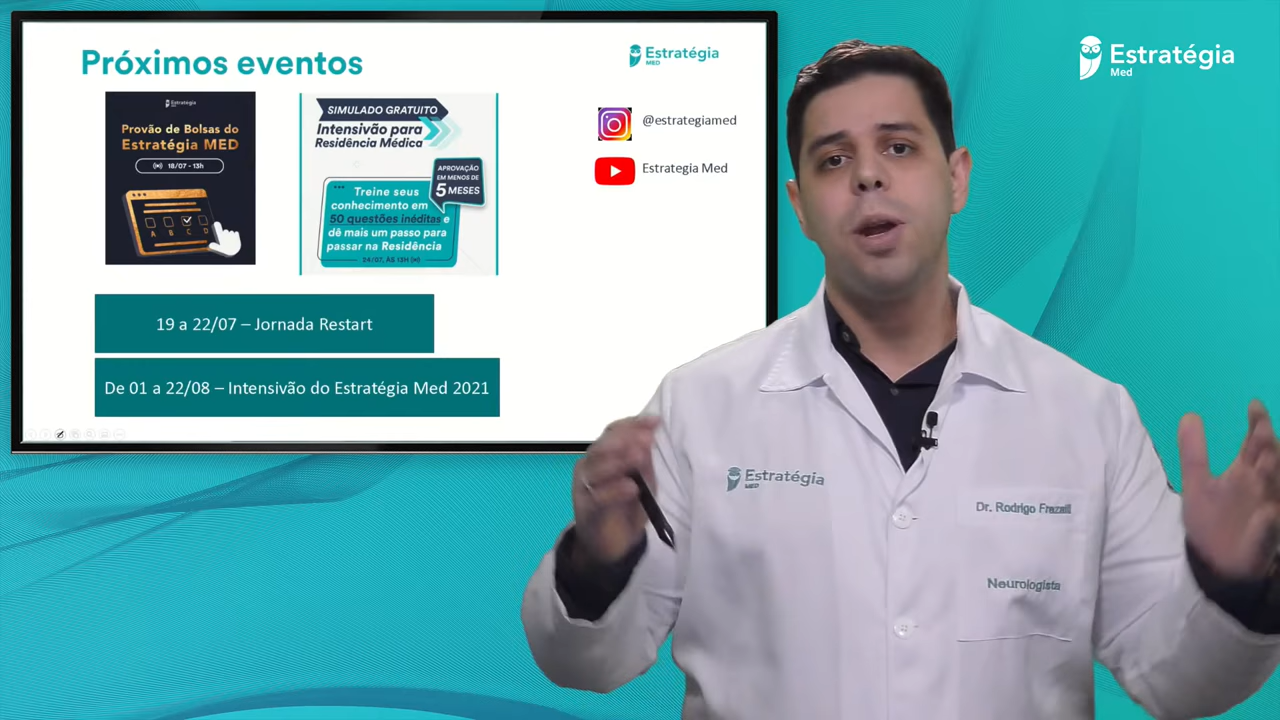 Próximos eventos
Estratégia
MED
Estratégia
Med
Provão de Bolsas do
Estratégia MED
18/07 - 13h
A B C D
SIMULADO GRATUITO
Intensivão para
Residência Médica
APROVAÇÃO
EM MENOS DE
5 MESES
Treine seus
conhecimento em
50 questões inéditas e
dê mais um passo para
passar na Residência
24/07, ÀS 13H
@estrategiamed
Estrategia Med
19 a 22/07 – Jornada Restart
De 01 a 22/08 – Intensivão do Estratégia Med 2021
Estratégia
MED
Estratégia
Med
Dr. Rodrigo
Neurologista